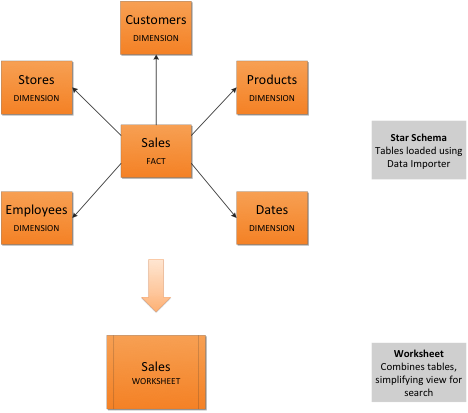 Customers
DIMENSION
Stores
DIMENSION
Products
DIMENSION
Sales
FACT
Star Schema
Tables loaded using
Data Importer
Employees
DIMENSION
Dates
DIMENSION
Sales
WORKSHEET
Worksheet
Combines tables,
simplifying view for
search